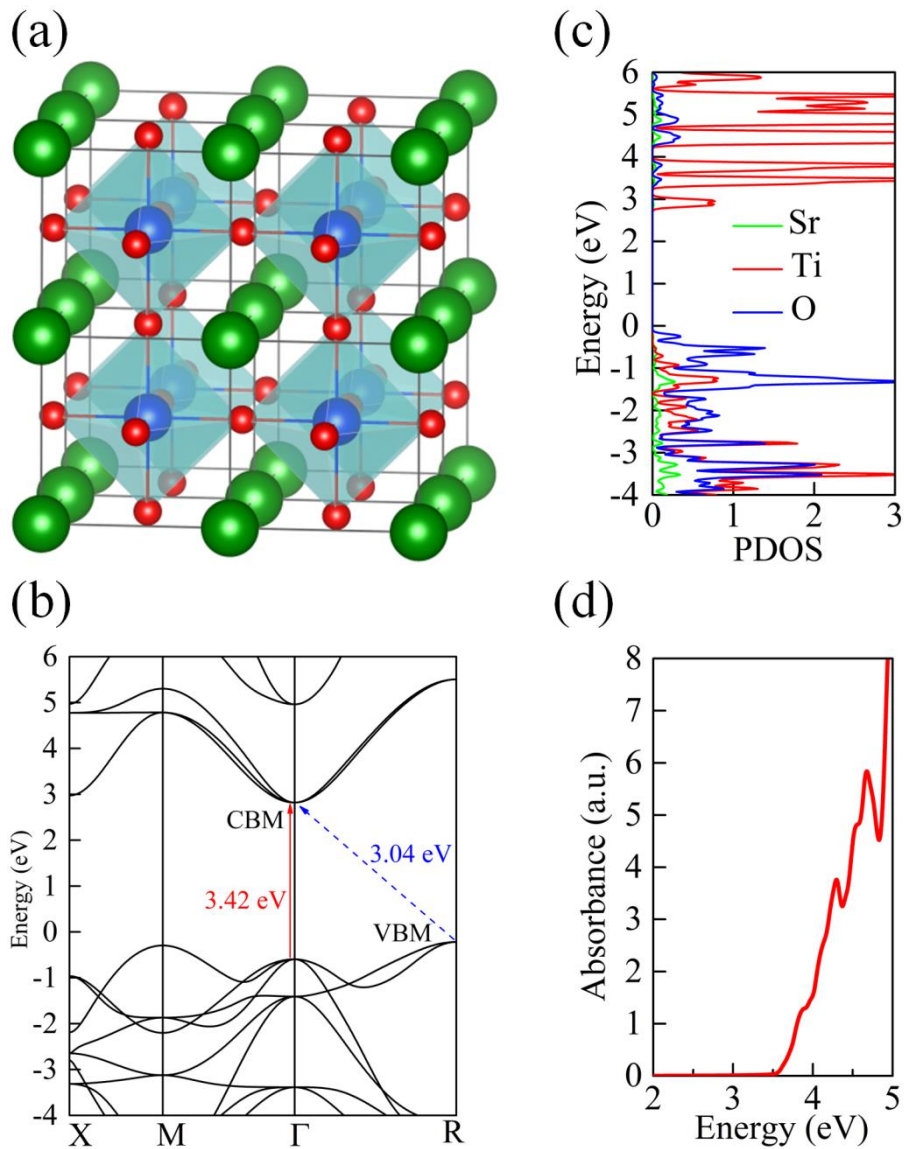 (a)
(c)
6
5
4
3
2
1
0
-1
-2
-3
-4
Energy (eV)
Sr
Ti
O
0 1 2 3
PDOS
(b)
6
5
4
3
2
1
0
-1
-2
-3
-4
Energy (eV)
CBM
3.04 eV
3.42 eV
VBM
X M Γ R
(d)
8
7
6
5
4
3
2
1
0
Absorbance (a.u.)
2 3 4 5
Energy (eV)